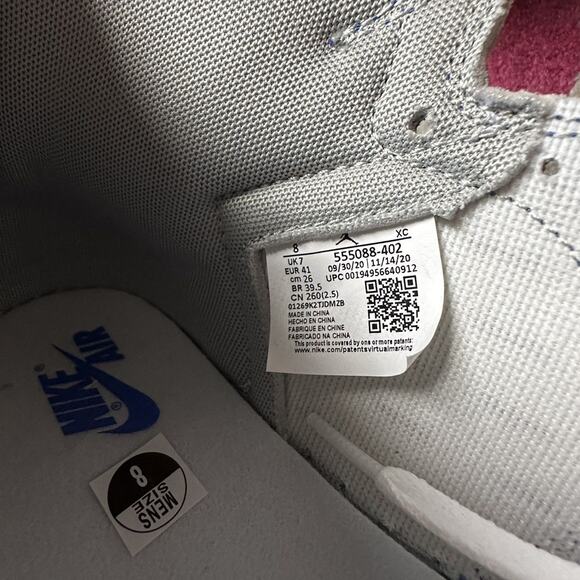 8 XC
UK 7 555088-402
EUR 41 09/30/20 | 11/14/20
cm 26 UPC 00194956640912
BR 39.5
CN 260(2.5)
01269K2TJDMZB
MADE IN CHINA
HECHO EN CHINA
FABRIQUE EN CHINE
FABRICADO NA CHINA
This product is covered by one or more patents:
www.nike.com/patentsvirtualmarking
NIKE ®
AIR
8
MENS
SIZE